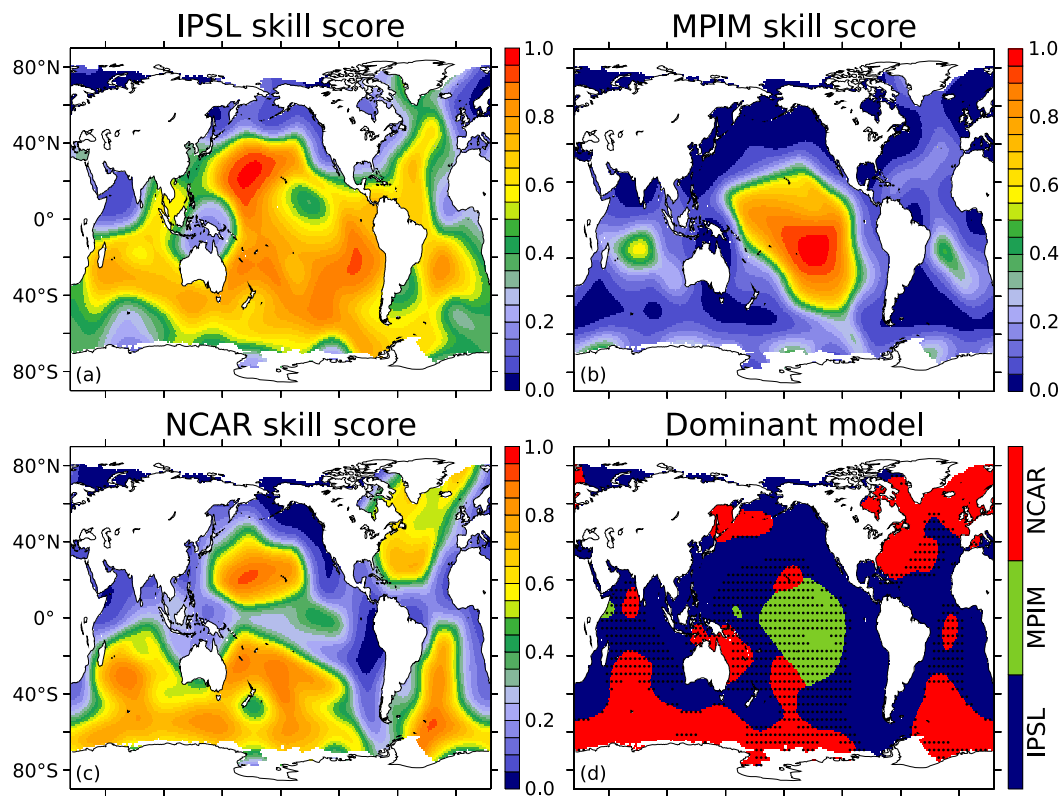 IPSL skill score
80°N
40°N
0°
40°S
80°S
(a)
1.0
0.8
0.6
0.4
0.2
0.0
MPIM skill score
(b)
1.0
0.8
0.6
0.4
0.2
0.0
NCAR skill score
80°N
40°N
0°
40°S
80°S
(c)
1.0
0.8
0.6
0.4
0.2
0.0
Dominant model
(d)
NCAR
MPIM
IPSL